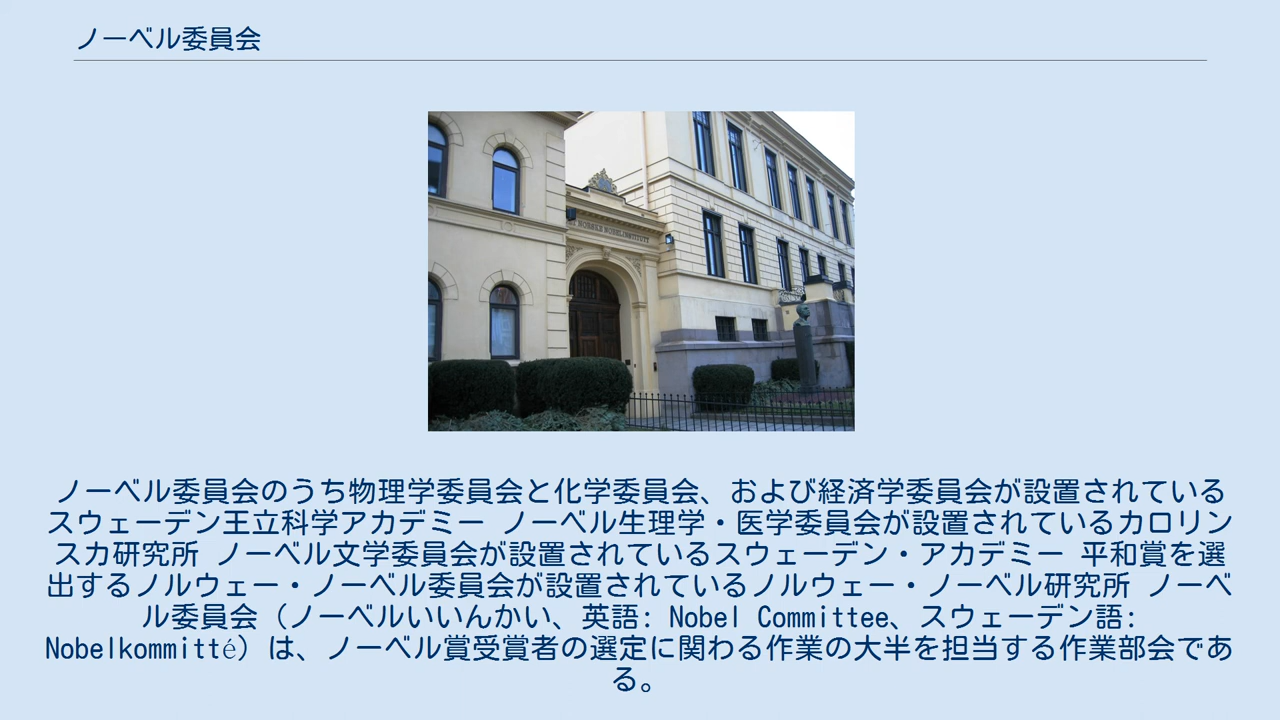 ノーベル委員会
NORSKE NOBELINSTITUTT
ノーベル委員会のうち物理学委員会と化学委員会、および経済学委員会が設置されている
スウェーデン王立科学アカデミー ノーベル生理学・医学委員会が設置されているカロリン
スカ研究所 ノーベル文学委員会が設置されているスウェーデン・アカデミー 平和賞を選
出するノルウェー・ノーベル委員会が設置されているノルウェー・ノーベル研究所 ノーベ
ル委員会（ノーベルいいんかい、英語: Nobel Committee、スウェーデン語:
Nobelkommitté）は、ノーベル賞受賞者の選定に関わる作業の大半を担当する作業部会であ
る。